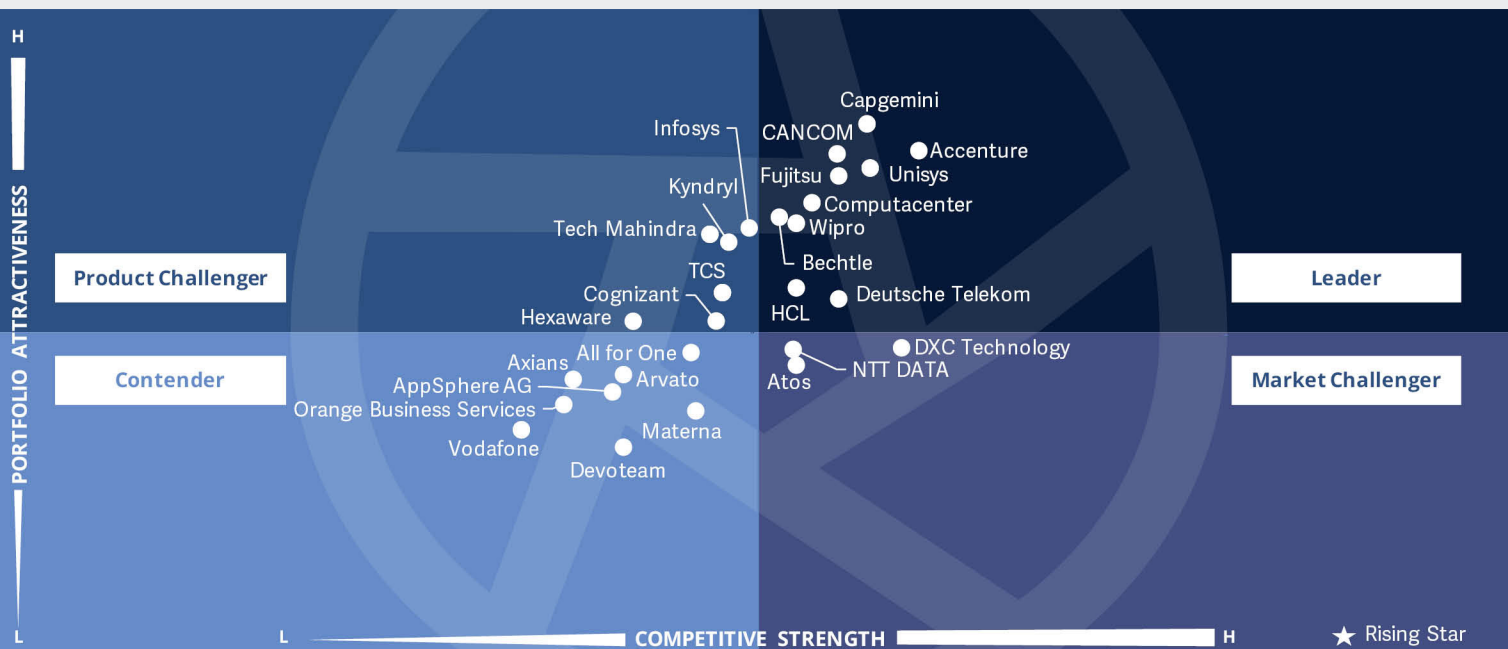 H
Capgemini
Infosys
CANCOM
Accenture
Fujitsu
Unisys
Kyndryl
Computacenter
Tech Mahindra
Wipro
Bechtle
TCS
Product Challenger
Leader
Cognizant
Deutsche Telekom
Hexaware
HCL
PORTFOLIO ATTRACTIVENESS
All for One
DXC Technology
Axians
NTT DATA
Contender
AppSphere AG
Arvato
Atos
Market Challenger
Orange Business Services
Materna
Vodafone
Devoteam
L
L
COMPETITIVE STRENGTH
H
Rising Star